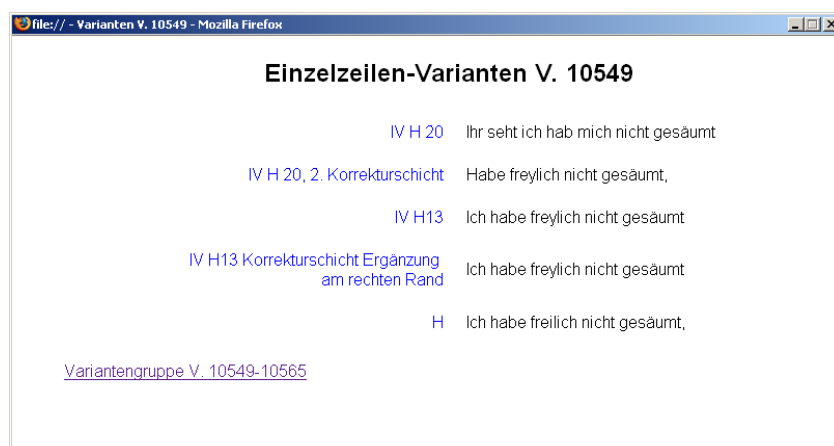 file:// - Varianten V. 10549 - Mozilla Firefox
Einzelzeilen-Varianten V. 10549
IV H 20 Ihr seht ich hab mich nicht gesäumt
IV H 20, 2. Korrekturschicht Habe freylich nicht gesäumt,
IV H13 Ich habe freylich nicht gesäumt
IV H13 Korrekturschicht Ergänzung
am rechten Rand Ich habe freylich nicht gesäumt
H Ich habe freilich nicht gesäumt,
Variantengruppe V. 10549-10565